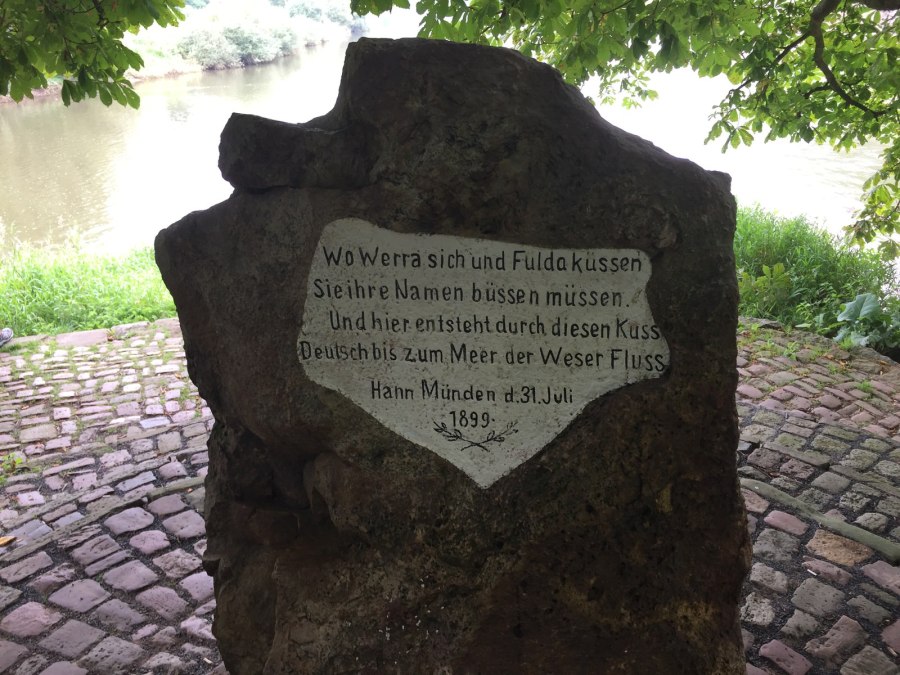 Wo Werra sich und Fulda küssen
Sie ihre Namen büssen müssen.
Und hier entsteht durch diesen Kuss
Deutsch bis zum Meer der Weser Fluss
Hann Münden d. 31. Juli
1899.